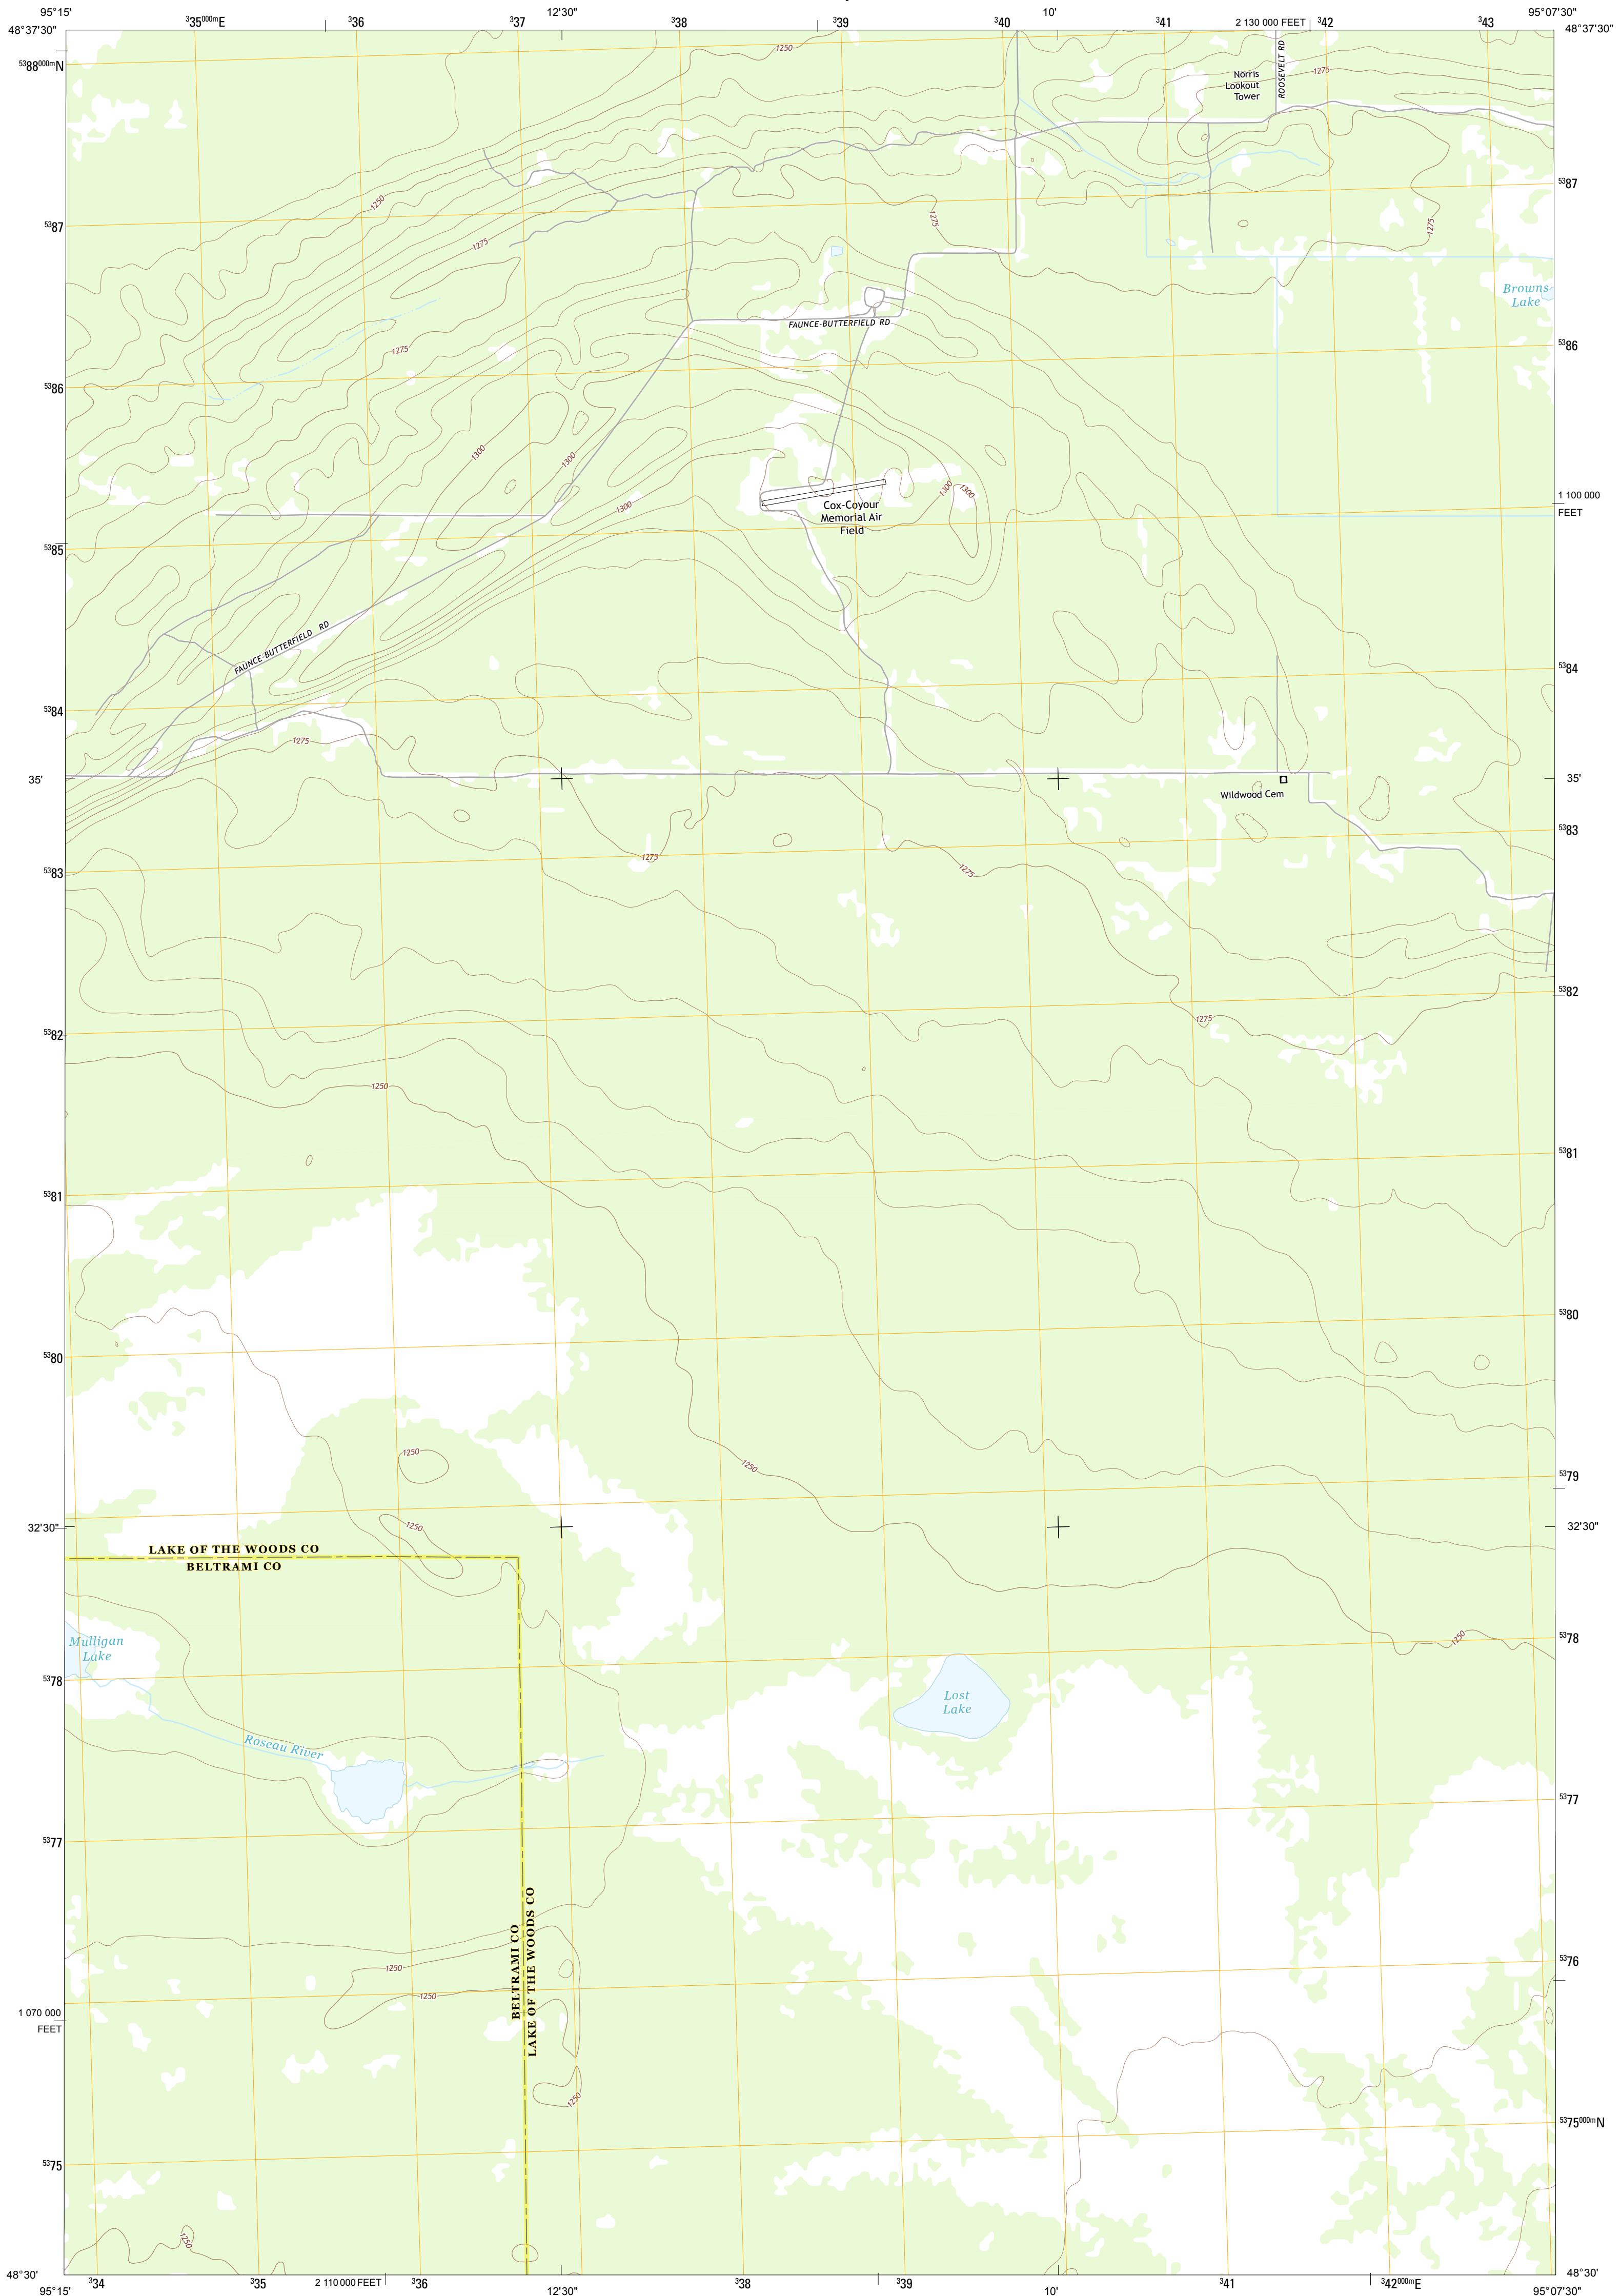 95°15'
³35⁰⁰⁰ᵐE
³36
³37
12'30"
³38
³39
³40
10'
³41
2 130 000 FEET
³42
³43
95°07'30"
48°37'30"
48°37'30"
⁵³88⁰⁰⁰ᵐN
1250
ROOSEVELT RD
Norris
Lookout
Tower
1275
⁵³87
1250
1275
1275
1275
⁵³87
Browns
Lake
FAUNCE-BUTTERFIELD RD
1275
⁵³86
⁵³86
1300
1300
1300
1300
1300
Cox-Coyour
Memorial Air
Field
1 100 000
FEET
⁵³85
FAUNCE-BUTTERFIELD RD
⁵³84
⁵³84
1275
35'
35'
Wildwood Cem
⁵³83
1275
1275
⁵³83
⁵³82
1275
⁵³82
1250
⁵³81
⁵³81
⁵³80
⁵³80
1250
1250
⁵³79
1250
32'30"
32'30"
LAKE OF THE WOODS CO
BELTRAMI CO
Mulligan
Lake
1250
⁵³78
⁵³78
Lost
Lake
Roseau River
⁵³77
⁵³77
BELTRAMI CO
LAKE OF THE WOODS CO
1250
1250
⁵³76
1 070 000
FEET
1250
⁵³75⁰⁰⁰ᵐN
⁵³75
1250
48°30'
48°30'
95°15'
³34
³35
2 110 000 FEET
³36
12'30"
³38
³39
10'
³41
³42⁰⁰⁰ᵐE
95°07'30"